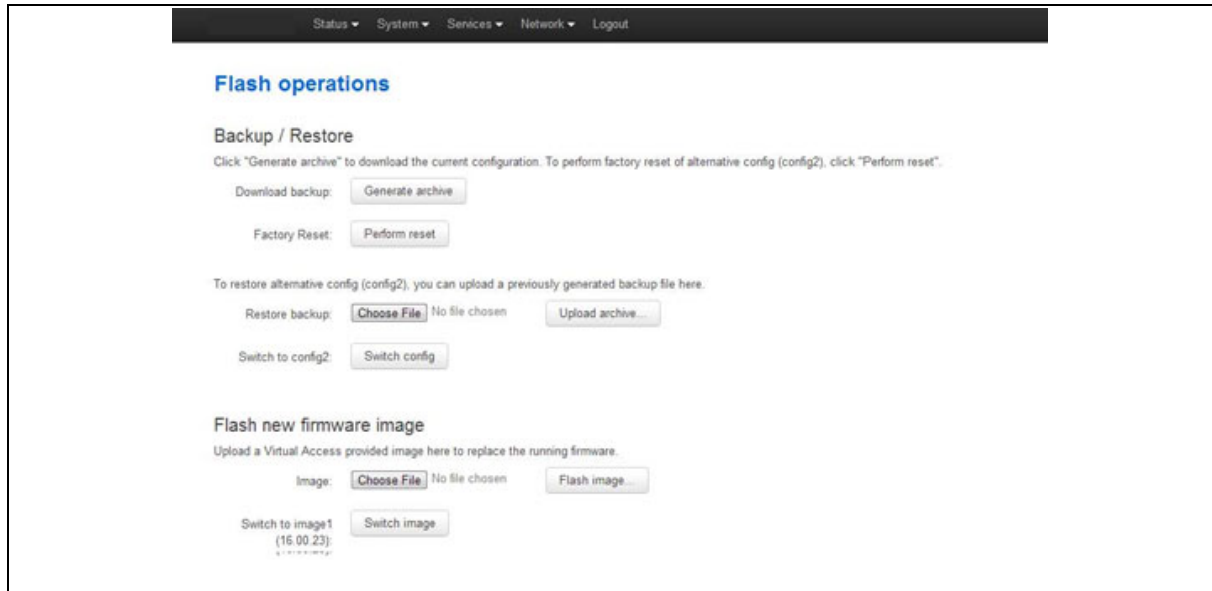 Status System Services Network Logout
Flash operations
Backup / Restore
Click "Generate archive" to download the current configuration. To perform factory reset of alternative config (config2), click "Perform reset".
Download backup: Generate archive
Factory Reset: Perform reset
To restore alternative config (config2), you can upload a previously generated backup file here.
Restore backup: Choose File No file chosen Upload archive...
Switch to config2: Switch config
Flash new firmware image
Upload a Virtual Access provided image here to replace the running firmware.
Image: Choose File No file chosen Flash image...
Switch to image1 Switch image
(16.00.23):